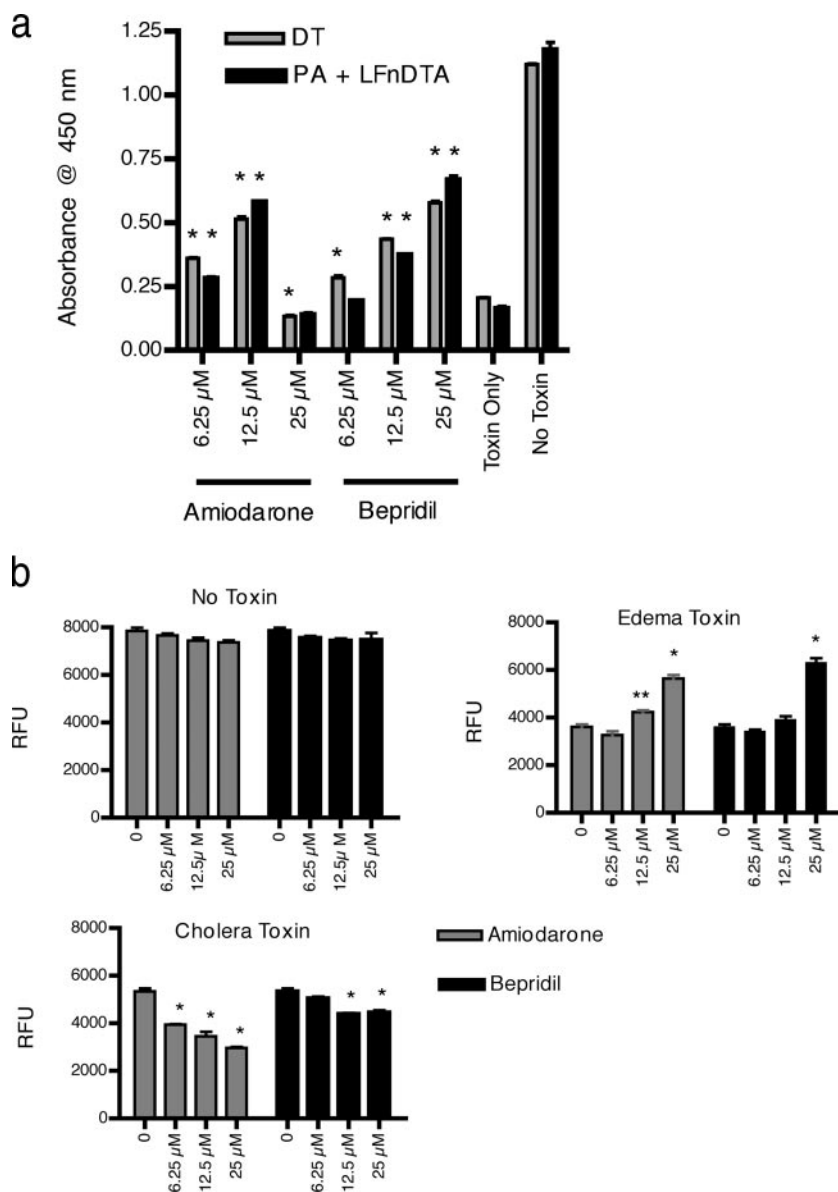 a
1.25
1.00
0.75
0.50
0.25
0.00
Absorbance @ 450 nm
DT
PA + LFnDTA
* *
* *
*
*
* *
* *
6.25 µM
12.5 µM
25 µM
6.25 µM
12.5 µM
25 µM
Toxin Only
No Toxin
Amiodarone
Bepridil
b
No Toxin
8000
6000
4000
2000
0
RFU
0
6.25 µM
12.5µ M
25 µM
0
6.25 µM
12.5 µM
25 µM
Edema Toxin
8000
6000
4000
2000
0
RFU
**
*
*
0
6.25 µM
12.5 µM
25 µM
0
6.25 µM
12.5 µM
25 µM
Cholera Toxin
8000
6000
4000
2000
0
RFU
*
*
*
*
*
0
6.25 µM
12.5 µM
25 µM
0
6.25 µM
12.5 µM
25 µM
Amiodarone
Bepridil